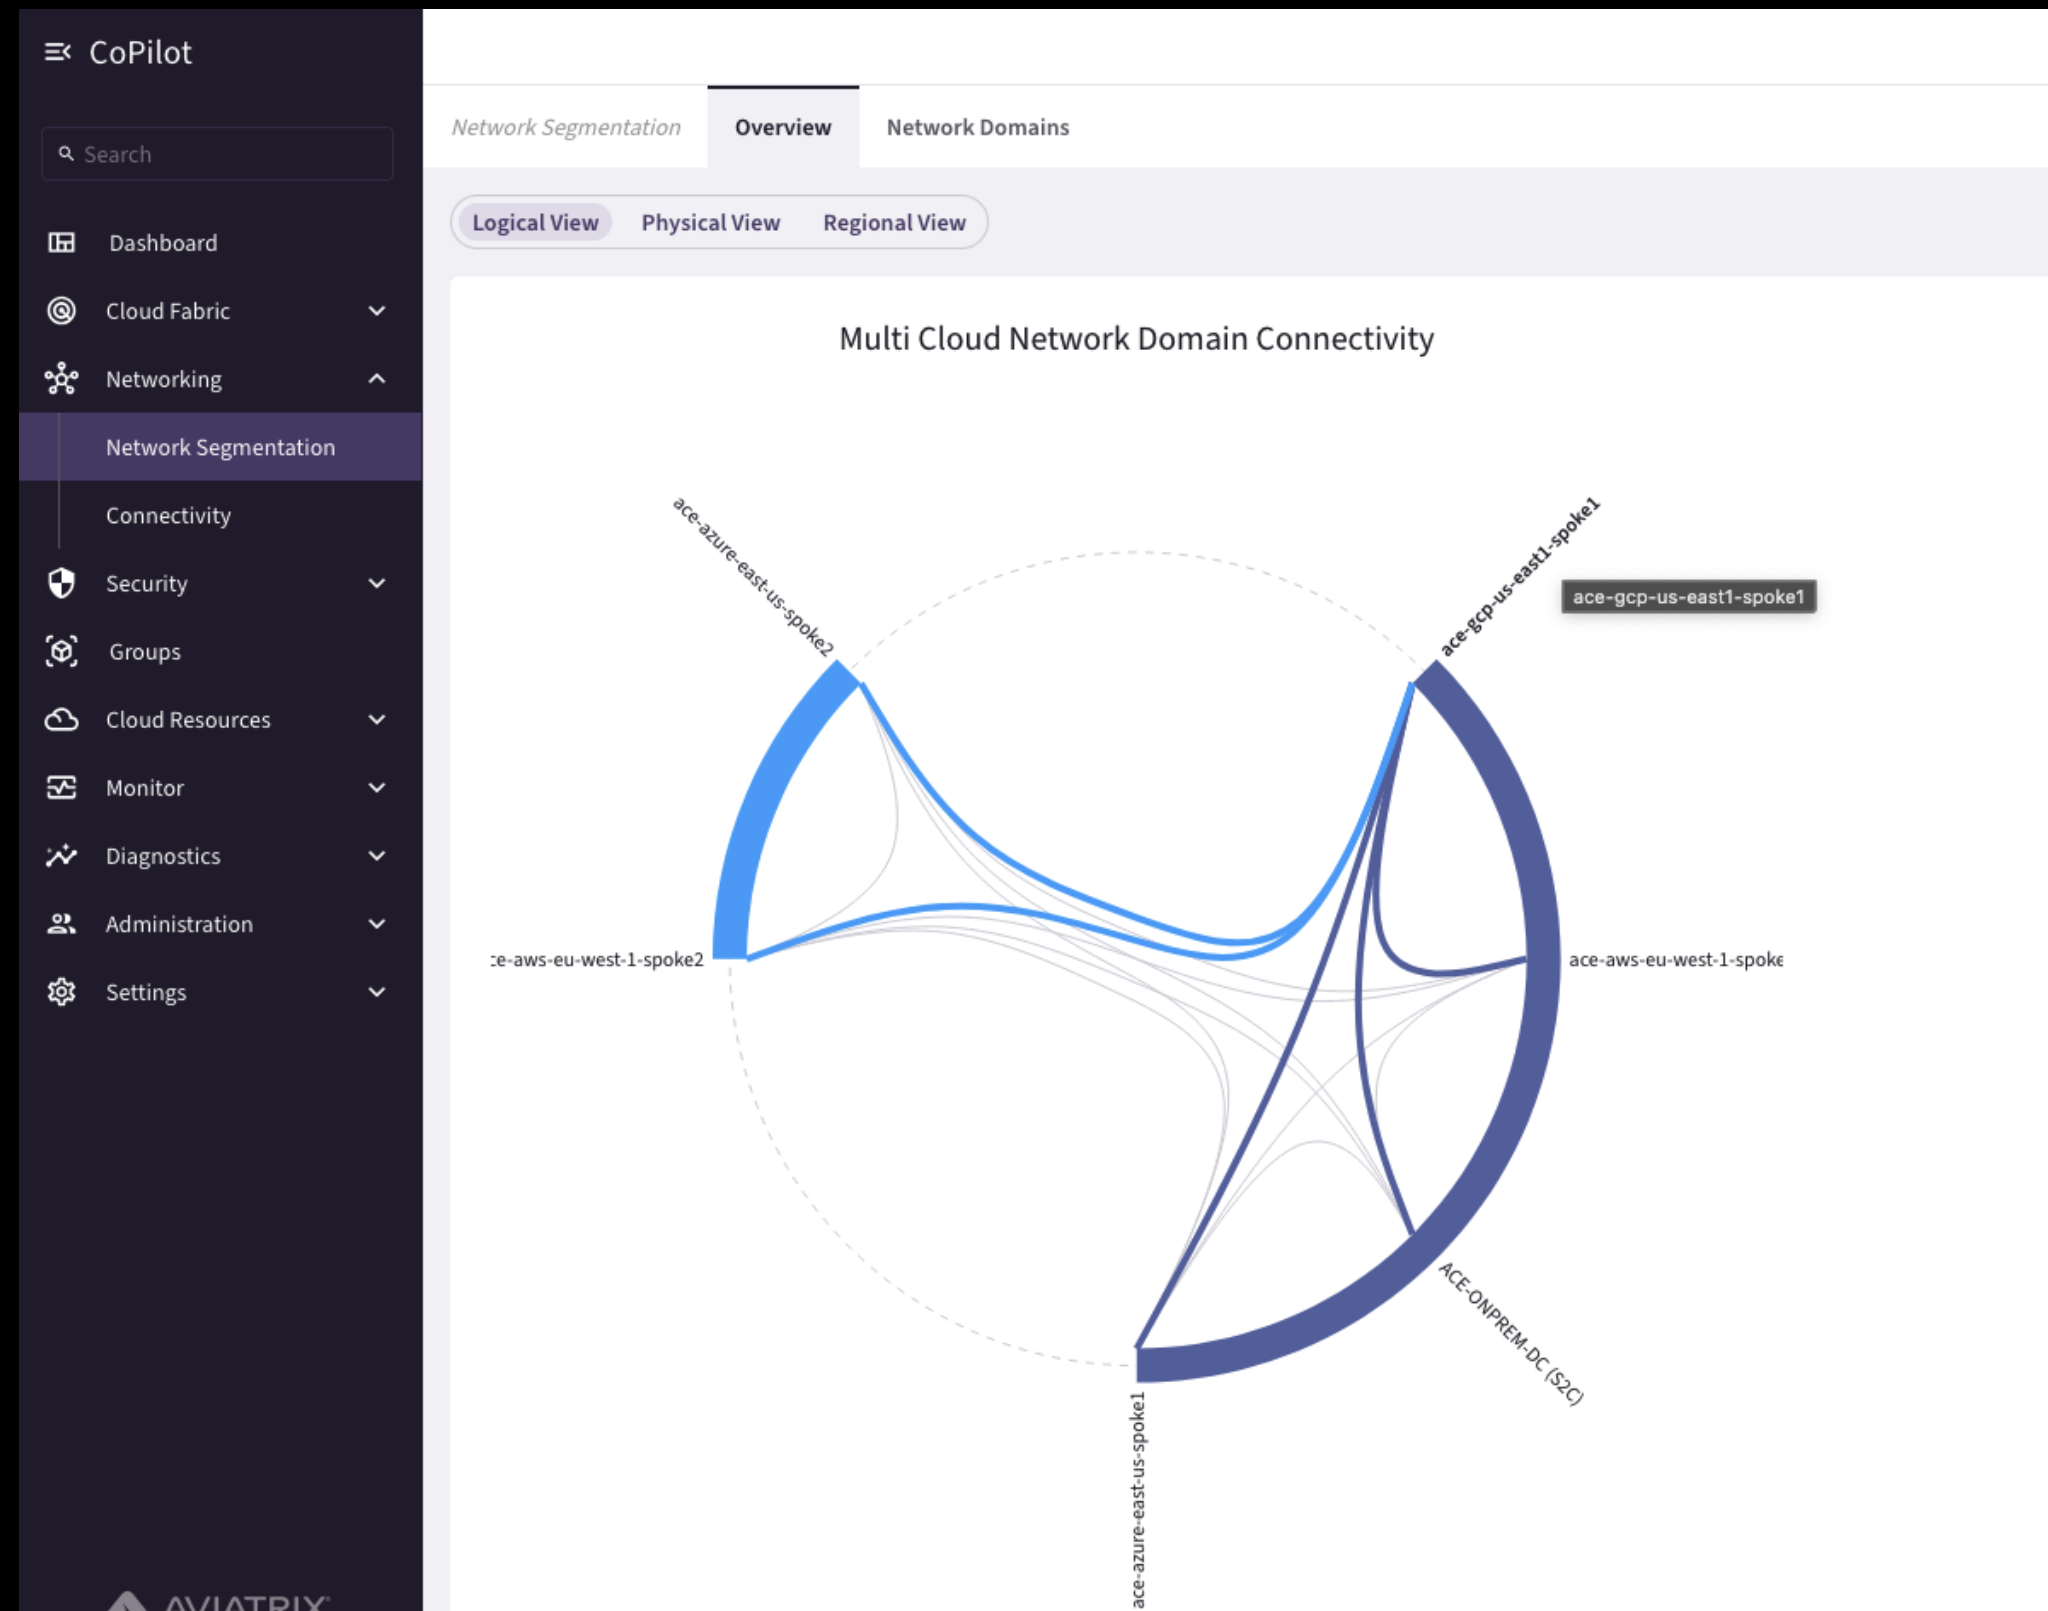 CoPilot
Search
Dashboard
Cloud Fabric
Networking
Network Segmentation
Connectivity
Security
Groups
Cloud Resources
Monitor
Diagnostics
Administration
Settings
AVIATRIX
Network Segmentation
Overview
Network Domains
Logical View
Physical View
Regional View
Multi Cloud Network Domain Connectivity
ace-azure-east-us-spoke2
ace-gcp-us-east1-spoke1
ace-gcp-us-east1-spoke1
ce-aws-eu-west-1-spoke2
ace-aws-eu-west-1-spoke
ACE-ONPREM-DC (S2C)
ace-azure-east-us-spoke1